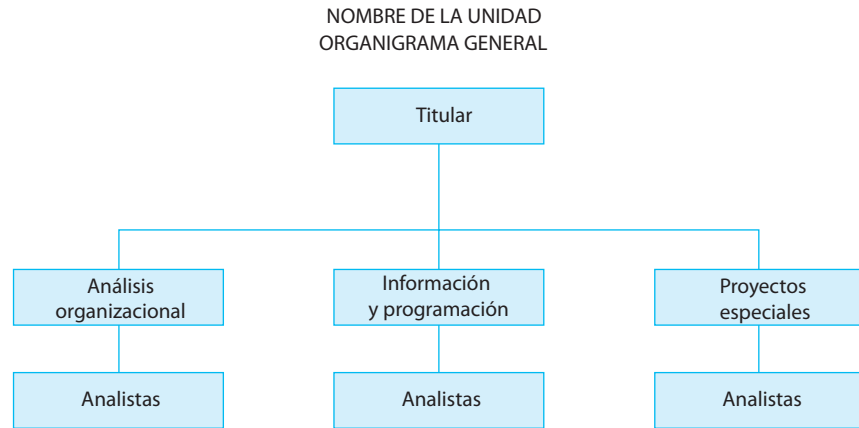 NOMBRE DE LA UNIDAD
ORGANIGRAMA GENERAL
Titular
Análisis
organizacional
Información
y programación
Proyectos
especiales
Analistas
Analistas
Analistas